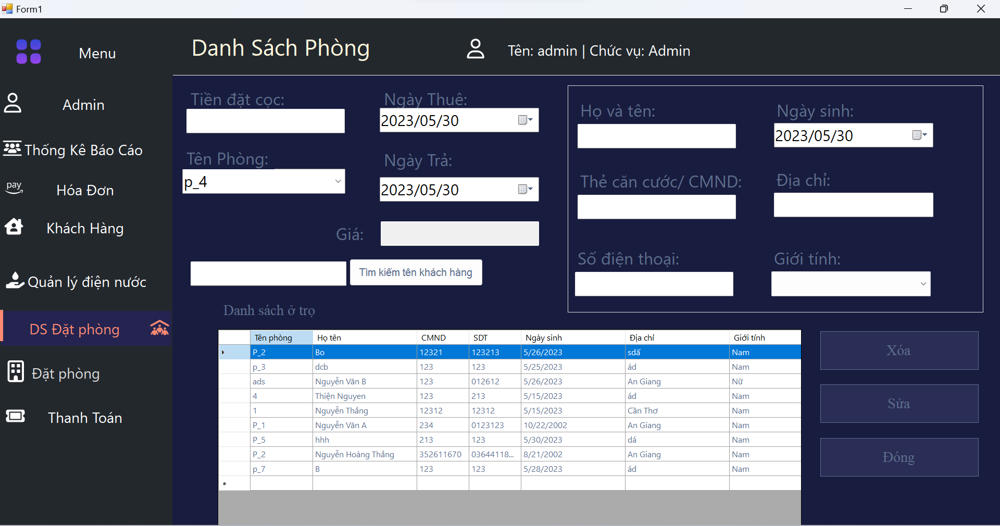 Form1
Menu
Danh Sách Phòng
Tên: admin | Chức vụ: Admin
Admin
Thống Kê Báo Cáo
pay
Hóa Đơn
Khách Hàng
Quản lý điện nước
DS Đặt phòng
Đặt phòng
Thanh Toán
Tiền đặt cọc:
Ngày Thuê:
2023/05/30
Tên Phòng:
p_4
Ngày Trả:
2023/05/30
Giá:
Tìm kiếm tên khách hàng
Họ và tên:
Ngày sinh:
2023/05/30
Thẻ căn cước/ CMND:
Địa chỉ:
Số điện thoại:
Giới tính:
Danh sách ở trọ
Tên phòng Họ tên CMND SDT Ngày sinh Địa chỉ Giới tính
P_2 Bo 12321 123213 5/26/2023 sdấ Nam
p_3 dcb 123 123 5/25/2023 ád Nam
ads Nguyễn Văn B 123 012612 5/26/2023 An Giang Nữ
4 Thiện Nguyen 123 213 5/15/2023 ád Nam
1 Nguyễn Thắng 12312 12312 5/15/2023 Cần Thơ Nam
P_1 Nguyễn Văn A 234 0123123 10/22/2002 An Giang Nam
P_5 hhh 213 123 5/30/2023 dá Nam
P_2 Nguyễn Hoàng Thắng 352611670 03644118... 8/21/2002 An Giang Nam
p_7 B 123 123 5/28/2023 ád Nam
Xóa
Sửa
Đóng